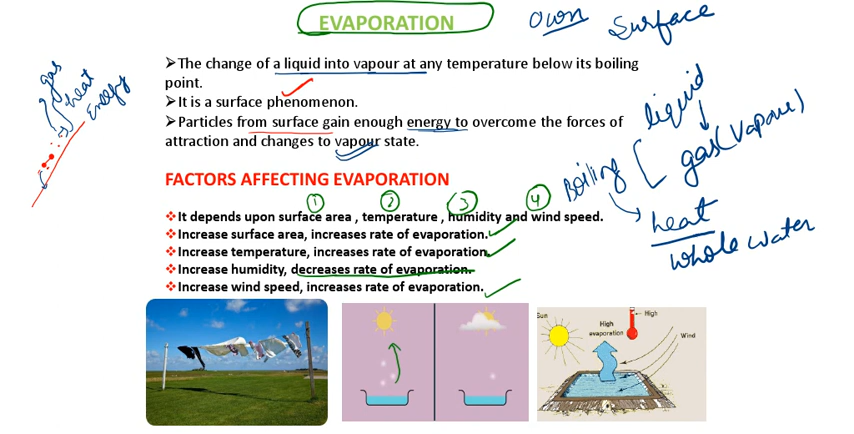 EVAPORATION
own
Surface
➤The change of a liquid into vapour at any temperature below its boiling
point.
➤It is a surface phenomenon.
➤Particles from surface gain enough energy to overcome the forces of
attraction and changes to vapour state.
gas
heat
Energy
liquid
gas(Vapour)
Boiling
heat
whole water
FACTORS AFFECTING EVAPORATION
1 2 3 4
❖It depends upon surface area , temperature , humidity and wind speed.
❖Increase surface area, increases rate of evaporation.
❖Increase temperature, increases rate of evaporation.
❖Increase humidity, decreases rate of evaporation.
❖Increase wind speed, increases rate of evaporation.
Sun
High
evaporation
High
Wind